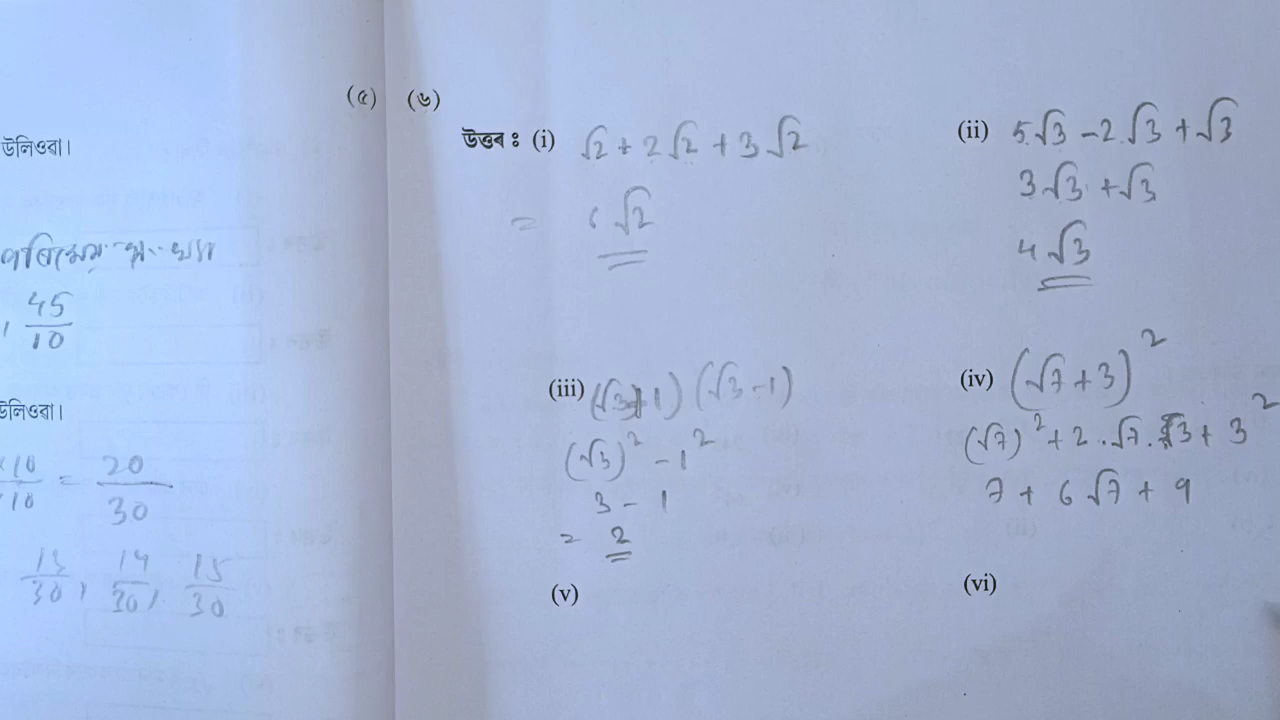 (৫)
উলিওৱা।
পৰিমেয় সংখ্যা
, 45/10
উলিওৱা।
×10/×10 = 20/30
13/30, 14/30, 15/30
(৬)
উত্তৰঃ (i) √2 + 2√2 + 3√2
= 6√2
(ii) 5√3 - 2√3 + √3
3√3 + √3
4√3
(iii) (√3+1) (√3-1)
(√3)² - 1²
3 - 1
= 2
(iv) (√7 + 3)²
(√7)² + 2.√7.3 + 3²
7 + 6√7 + 9
(v)
(vi)